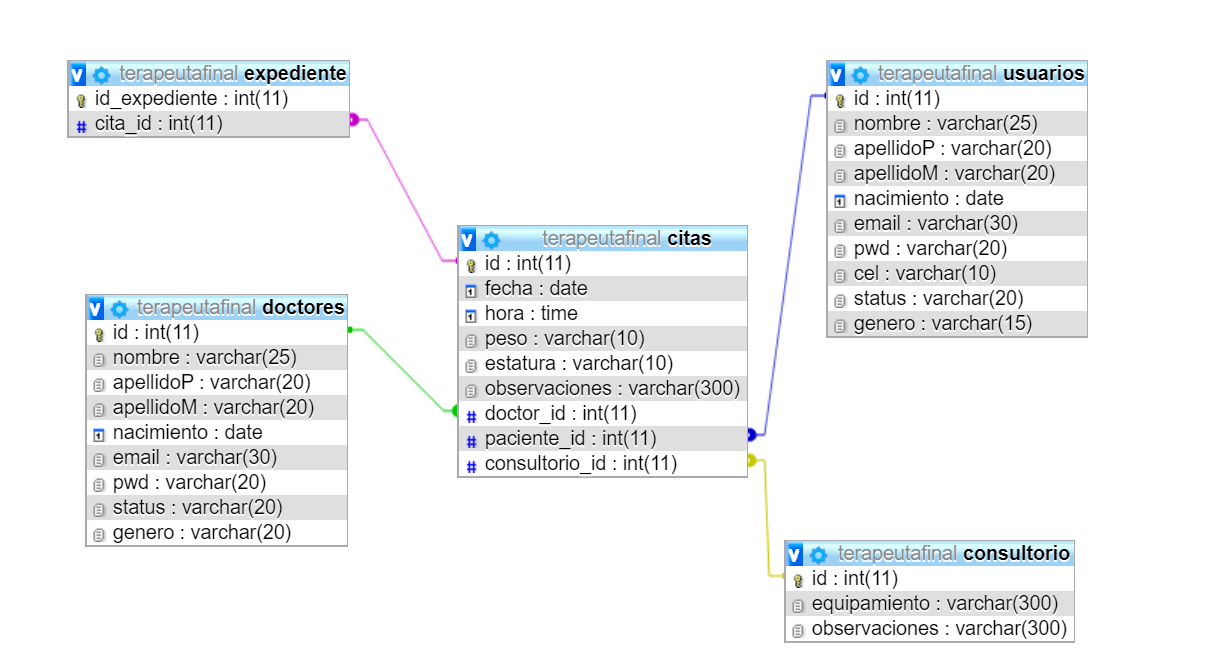 terapeutafinal expediente
id_expediente : int(11)
cita_id : int(11)
terapeutafinal usuarios
id : int(11)
nombre : varchar(25)
apellidoP : varchar(20)
apellidoM : varchar(20)
nacimiento : date
email : varchar(30)
pwd : varchar(20)
cel : varchar(10)
status : varchar(20)
genero : varchar(15)
terapeutafinal citas
id : int(11)
fecha : date
hora : time
peso : varchar(10)
estatura : varchar(10)
observaciones : varchar(300)
doctor_id : int(11)
paciente_id : int(11)
consultorio_id : int(11)
terapeutafinal doctores
id : int(11)
nombre : varchar(25)
apellidoP : varchar(20)
apellidoM : varchar(20)
nacimiento : date
email : varchar(30)
pwd : varchar(20)
status : varchar(20)
genero : varchar(20)
terapeutafinal consultorio
id : int(11)
equipamiento : varchar(300)
observaciones : varchar(300)